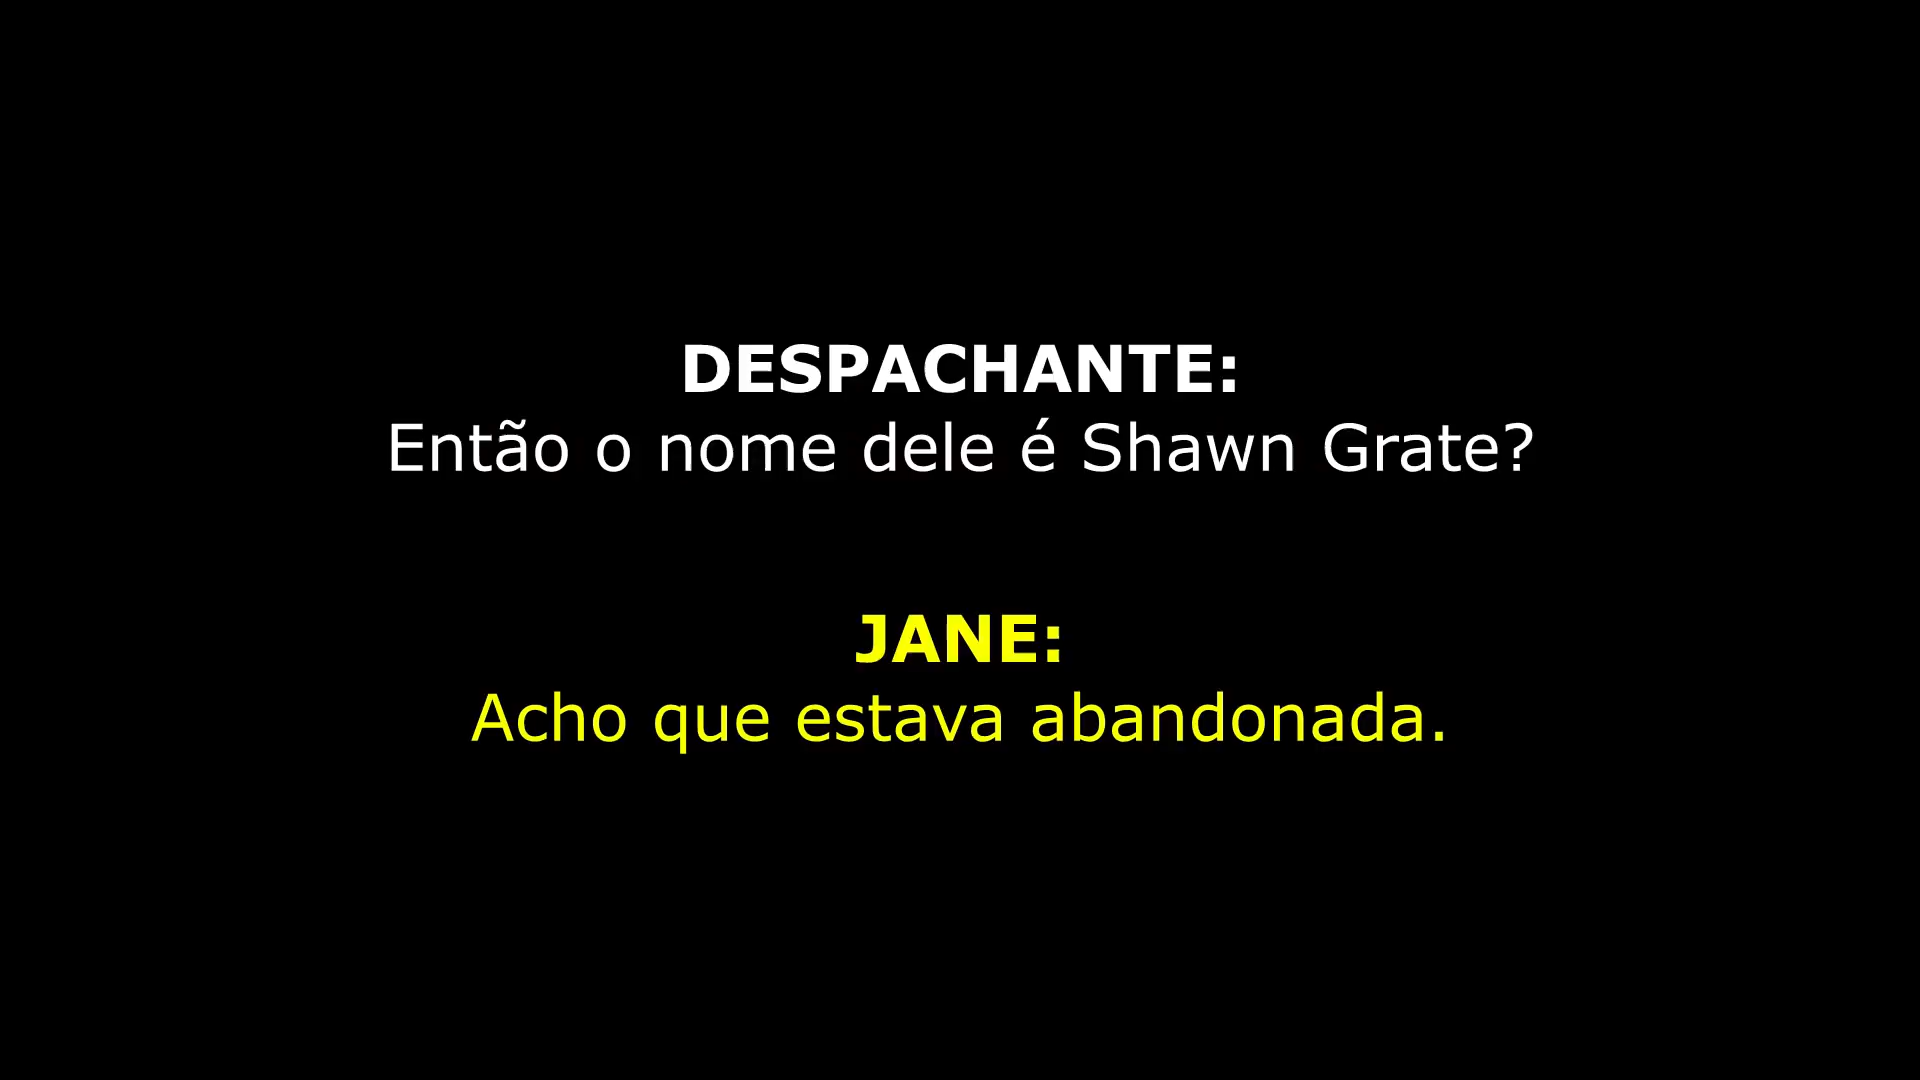 DESPACHANTE:
Então o nome dele é Shawn Grate?
JANE:
Acho que estava abandonada.